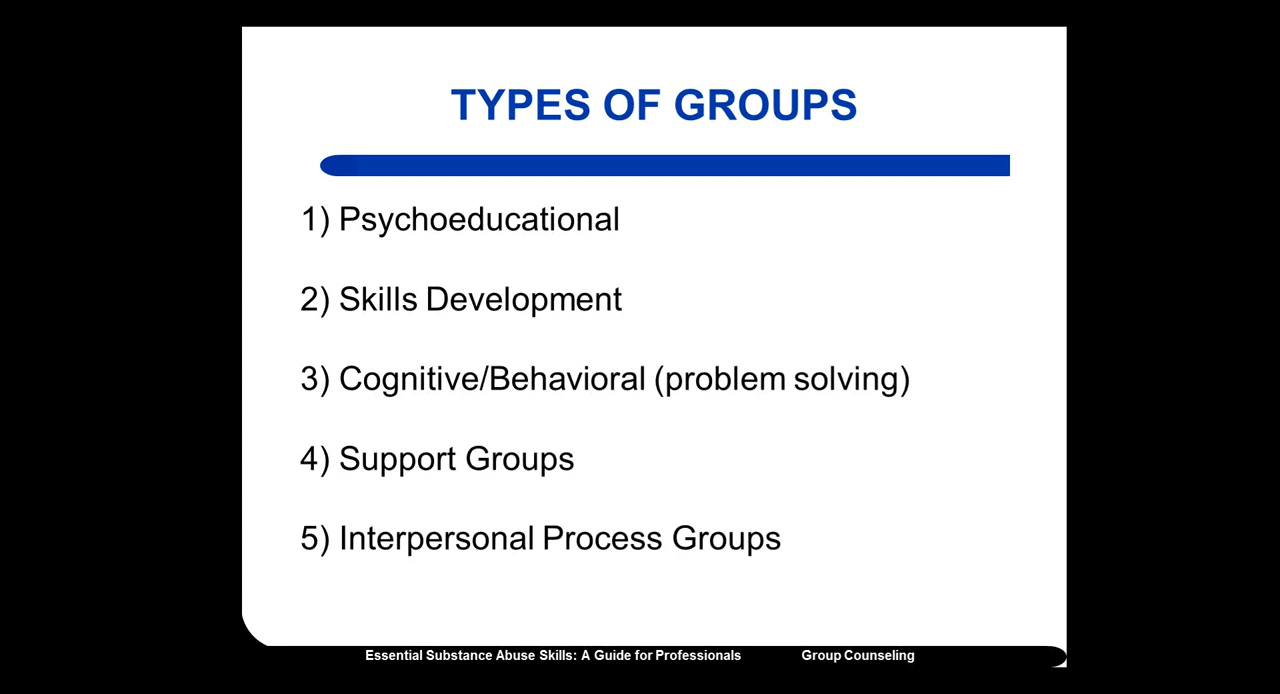 TYPES OF GROUPS
1) Psychoeducational
2) Skills Development
3) Cognitive/Behavioral (problem solving)
4) Support Groups
5) Interpersonal Process Groups
Essential Substance Abuse Skills: A Guide for Professionals Group Counseling